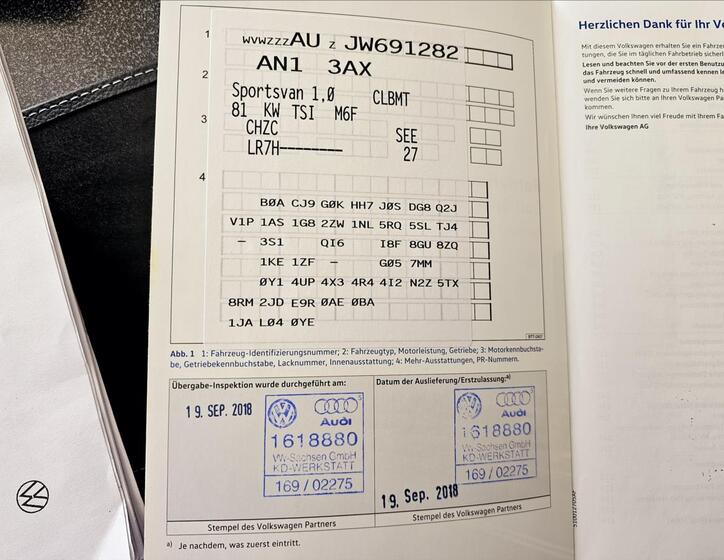 1
WVWZZZAU Z JW691282
AN1 3AX
2
Sportsvan 1,0 CLBMT
81 KW TSI M6F
3
CHZC SEE
LR7H--------- 27
4
B0A CJ9 G0K HH7 J0S DG8 Q2J
V1P 1AS 1G8 2ZW 1NL 5RQ 5SL TJ4
— 3S1 QI6 I8F 8GU 8ZQ
1KE 1ZF — G05 7MM
0Y1 4UP 4X3 4R4 4I2 N2Z 5TX
8RM 2JD E9R 0AE 0BA
1JA L04 0YE
Abb. 1 1: Fahrzeug-Identifizierungsnummer; 2: Fahrzeugtyp, Motorleistung, Getriebe; 3: Motorkennbuchsta-
be, Getriebekennbuchstabe, Lacknummer, Innenausstattung; 4: Mehr-Ausstattungen, PR-Nummern.
Übergabe-Inspektion wurde durchgeführt am:
19. SEP. 2018
Audi
1618880
VW-Sachsen GmbH
KD-WERKSTATT
169 / 02275
Stempel des Volkswagen Partners
Datum der Auslieferung/Erstzulassung:a)
Audi
1618880
VW-Sachsen GmbH
KD-WERKSTATT
169 / 02275
19. Sep. 2018
Stempel des Volkswagen Partners
a) Je nachdem, was zuerst eintritt.
Herzlichen Dank für Ihr Ve
Mit diesem Volkswagen erhalten Sie ein Fahrze
tungen, die Sie im täglichen Fahrbetrieb sicherl
Lesen und beachten Sie vor der ersten Benutzu
das Fahrzeug schnell und umfassend kennen le
und vermeiden können.
Wenn Sie weitere Fragen zu Ihrem Fahrzeug h
wenden Sie sich bitte an Ihren Volkswagen Pa
kommen.
Wir wünschen Ihnen viel Freude mit Ihrem Fa
Ihre Volkswagen AG